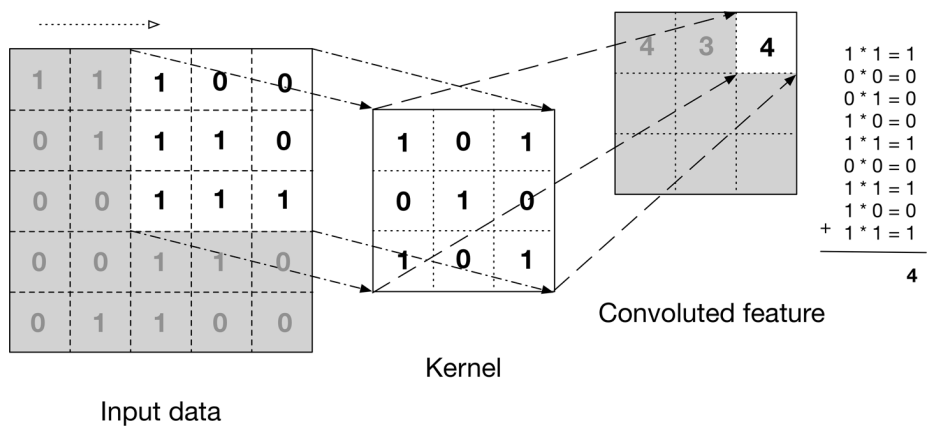 1 1 1 0 0
0 1 1 1 0
0 0 1 1 1
0 0 1 1 0
0 1 1 0 0
Input data
1 0 1
0 1 0
1 0 1
Kernel
4 3 4
Convoluted feature
1 * 1 = 1
0 * 0 = 0
0 * 1 = 0
1 * 0 = 0
1 * 1 = 1
0 * 0 = 0
1 * 1 = 1
1 * 0 = 0
+ 1 * 1 = 1
4